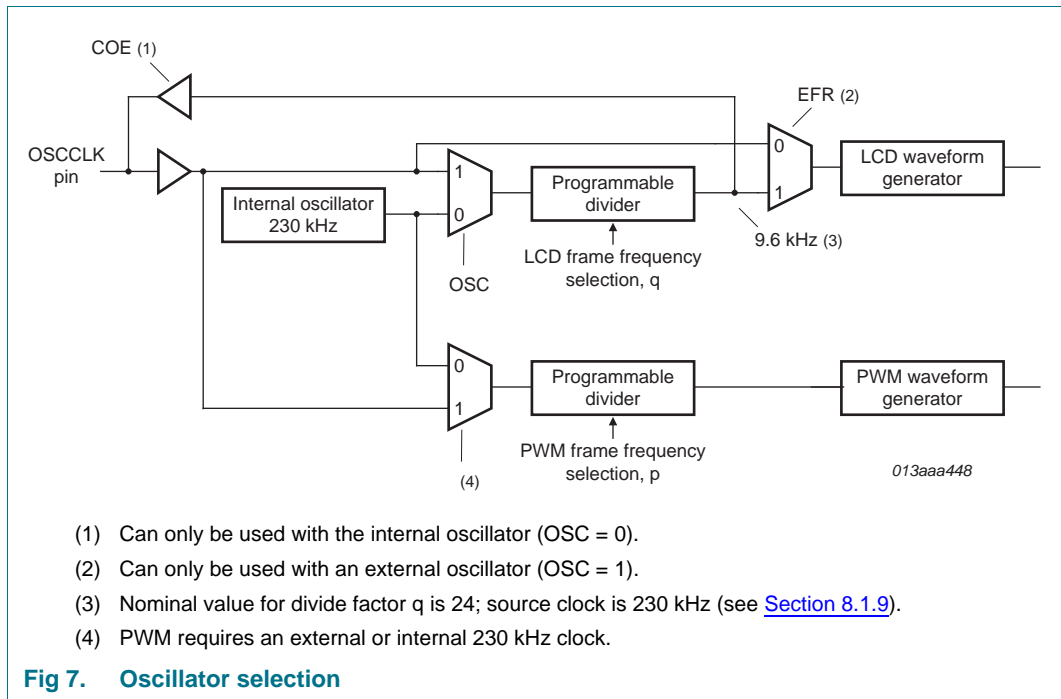 COE (1)
EFR (2)
OSCCLK
pin
0
1
LCD waveform
generator
1
0
Programmable
divider
Internal oscillator
230 kHz
9.6 kHz (3)
LCD frame frequency
selection, q
OSC
0
1
Programmable
divider
PWM waveform
generator
PWM frame frequency
selection, p
(4)
013aaa448
(1) Can only be used with the internal oscillator (OSC = 0).
(2) Can only be used with an external oscillator (OSC = 1).
(3) Nominal value for divide factor q is 24; source clock is 230 kHz (see Section 8.1.9).
(4) PWM requires an external or internal 230 kHz clock.
Fig 7. Oscillator selection